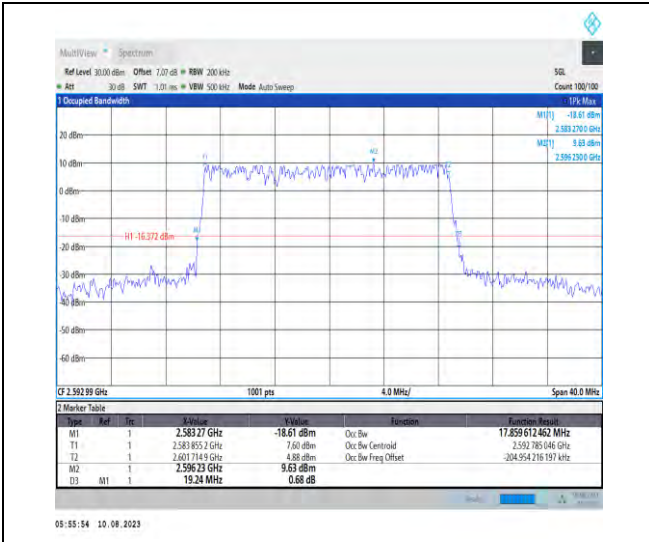 MultiView Spectrum
Ref Level 30.00 dBm Offset 7.07 dB RBW 200 kHz SGL
Att 30 dB SWT 1.01 ms VBW 500 kHz Mode Auto Sweep Count 100/100
1 Occupied Bandwidth 1Pk Max
M1[1] -18.61 dBm
2.583 2700 GHz
M2[1] 9.63 dBm
2.596 2300 GHz
20 dBm
M2
10 dBm
0 dBm
-10 dBm
H1 -16.372 dBm
-20 dBm
-30 dBm
-40 dBm
-50 dBm
-60 dBm
CF 2.592 99 GHz 1001 pts 4.0 MHz/ Span 40.0 MHz
2 Marker Table
Type Ref Trc X-Value Y-Value Function Function Result
M1 1 2.583 27 GHz -18.61 dBm Occ Bw 17.859 612 462 MHz
T1 1 2.583 855 2 GHz 7.60 dBm Occ Bw Centroid 2.592 785 046 GHz
T2 1 2.601 714 9 GHz 4.88 dBm Occ Bw Freq Offset -204.954 216 197 kHz
M2 1 2.596 23 GHz 9.63 dBm
D3 M1 1 19.24 MHz 0.68 dB
05:55:54 10.08.2023